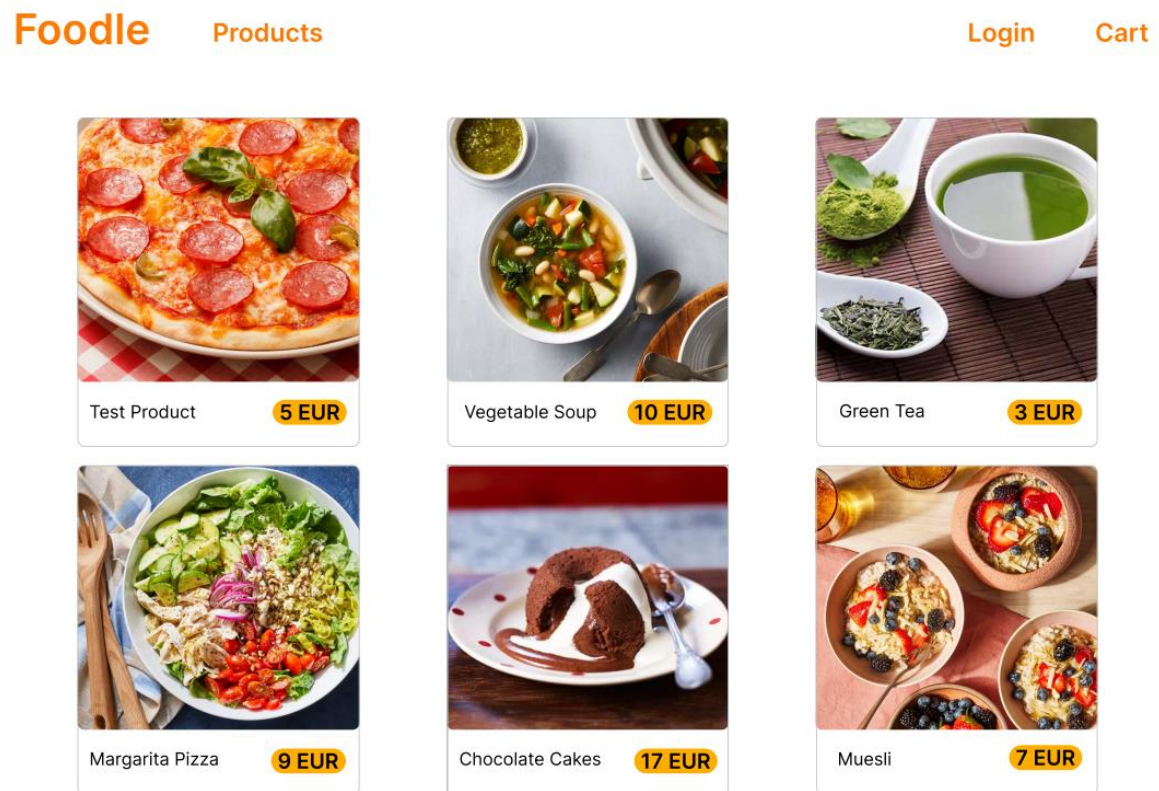 Foodle Products Login Cart
Test Product 5 EUR
Vegetable Soup 10 EUR
Green Tea 3 EUR
Margarita Pizza 9 EUR
Chocolate Cakes 17 EUR
Muesli 7 EUR